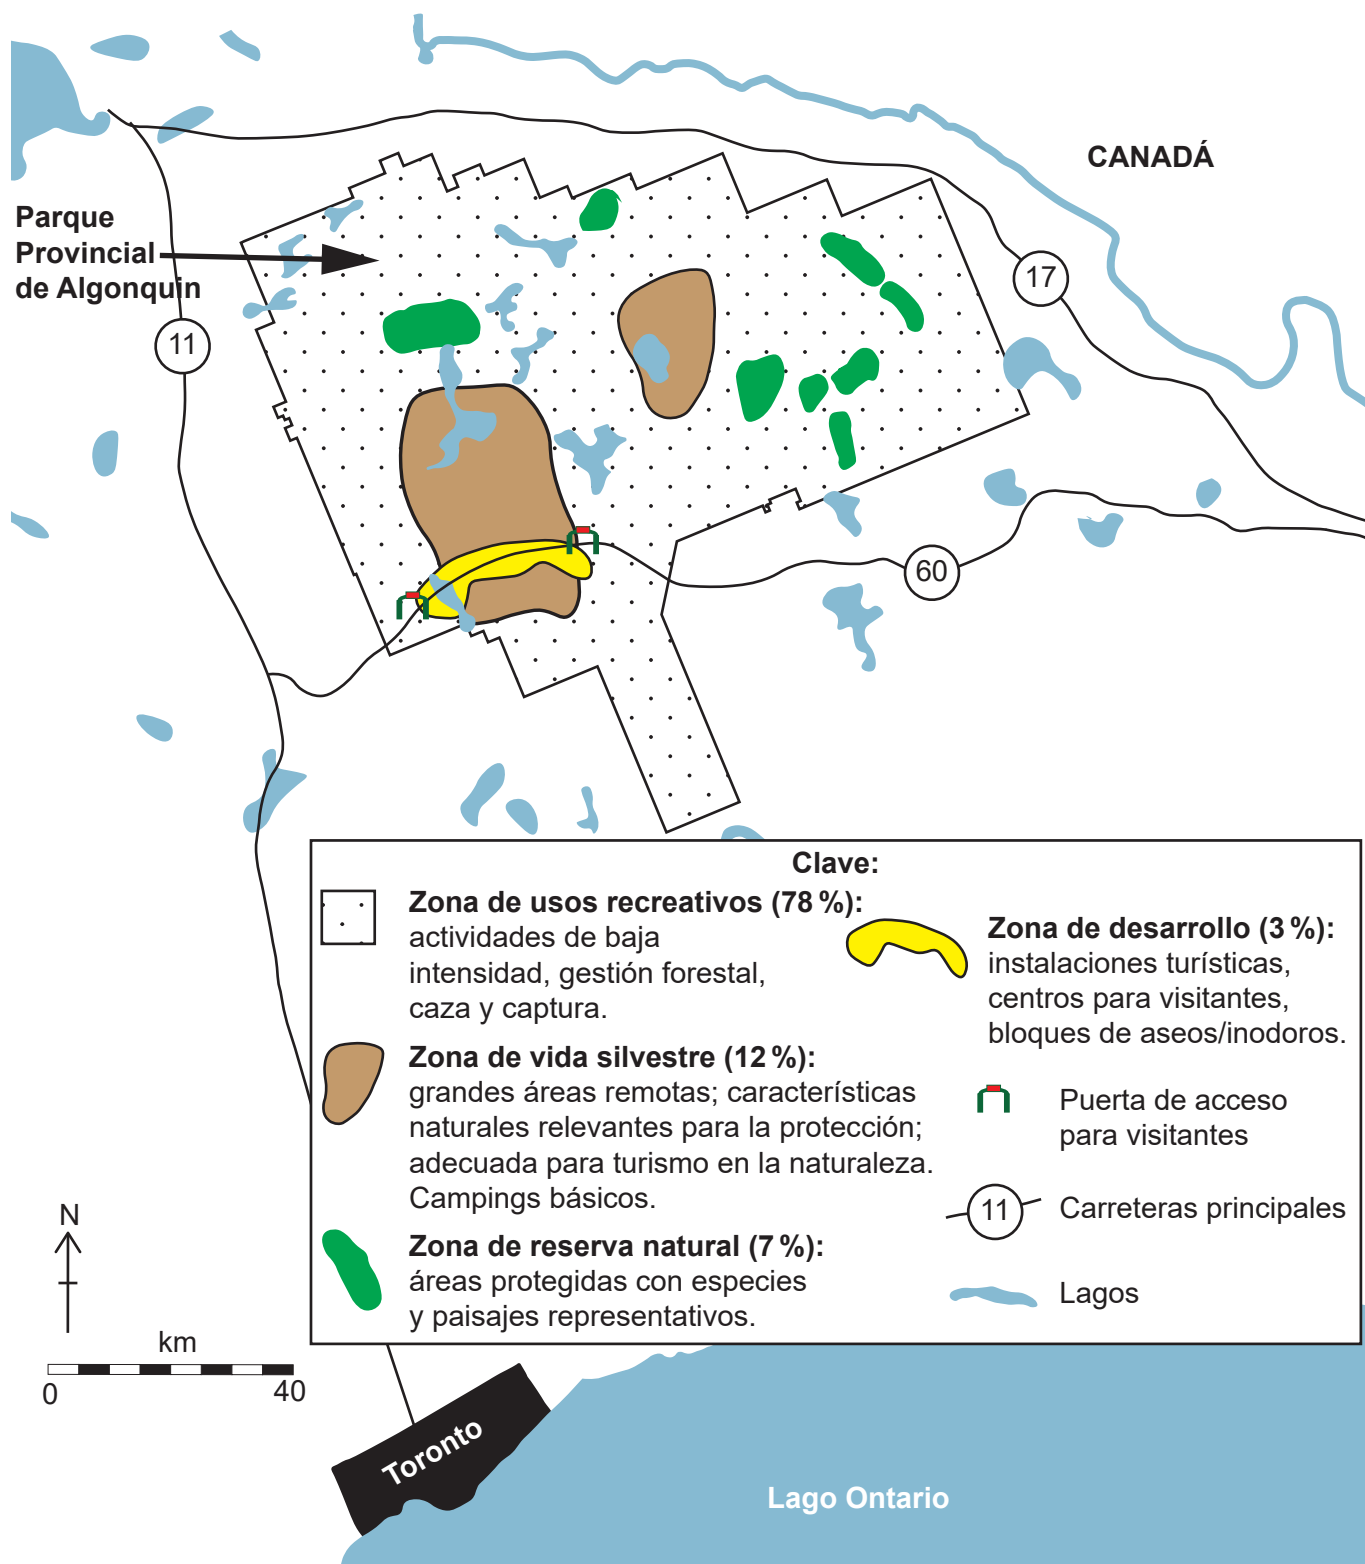 CANADÁ
Parque
Provincial
de Algonquin
17
11
60
Clave:
Zona de usos recreativos (78 %):
actividades de baja
intensidad, gestión forestal,
caza y captura.
Zona de vida silvestre (12 %):
grandes áreas remotas; características
naturales relevantes para la protección;
adecuada para turismo en la naturaleza.
Campings básicos.
Zona de reserva natural (7 %):
áreas protegidas con especies
y paisajes representativos.
Zona de desarrollo (3 %):
instalaciones turísticas,
centros para visitantes,
bloques de aseos/inodoros.
Puerta de acceso
para visitantes
11
Carreteras principales
Lagos
N
km
0
40
Toronto
Lago Ontario